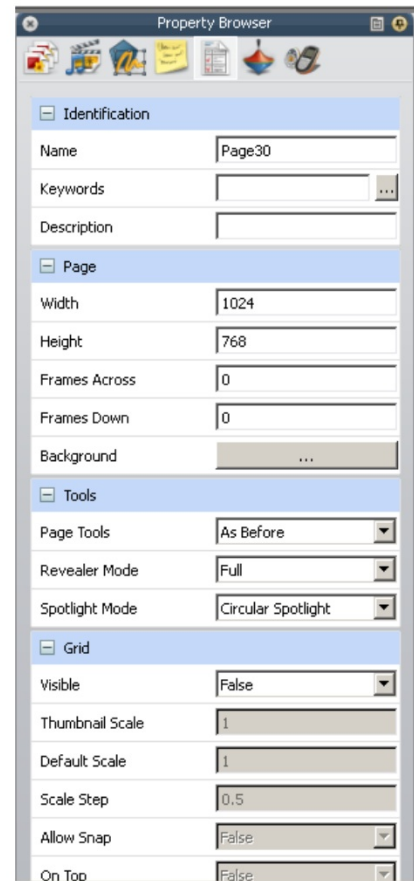 Property Browser
Identification
Name Page30
Keywords ...
Description
Page
Width 1024
Height 768
Frames Across 0
Frames Down 0
Background ...
Tools
Page Tools As Before
Revealer Mode Full
Spotlight Mode Circular Spotlight
Grid
Visible False
Thumbnail Scale 1
Default Scale 1
Scale Step 0.5
Allow Snap False
On Top False